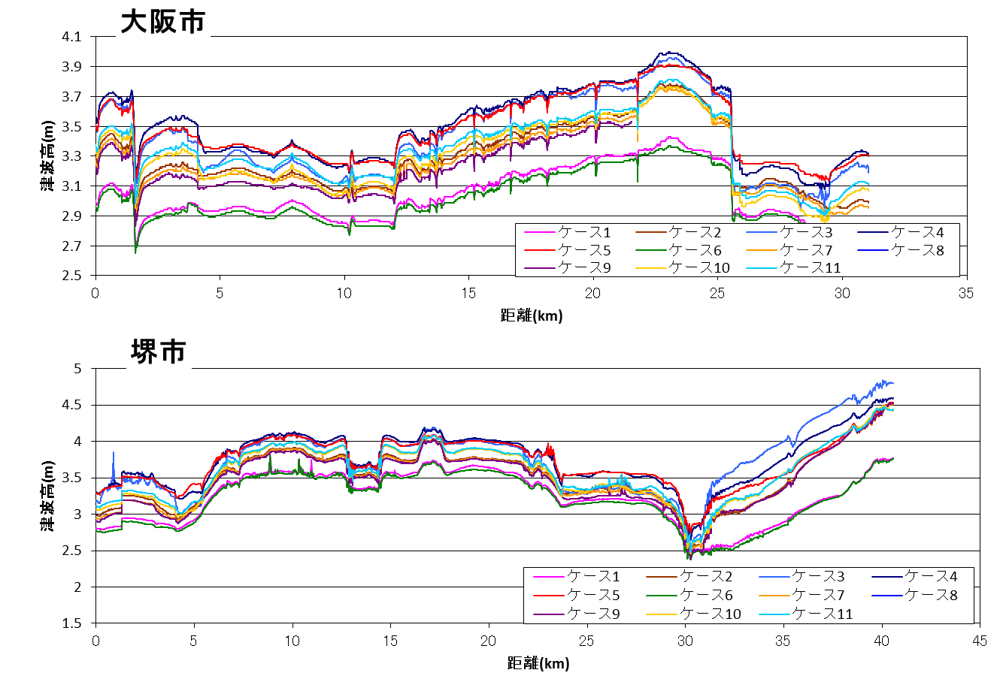 大阪市
4.1
3.9
3.7
3.5
3.3
3.1
2.9
2.7
2.5
津波高(m)
ケース1 ケース2 ケース3 ケース4
ケース5 ケース6 ケース7 ケース8
ケース9 ケース10 ケース11
0 5 10 15 20 25 30 35
距離(km)
堺市
5
4.5
4
3.5
3
2.5
2
1.5
津波高(m)
ケース1 ケース2 ケース3 ケース4
ケース5 ケース6 ケース7 ケース8
ケース9 ケース10 ケース11
0 5 10 15 20 25 30 35 40 45
距離(km)